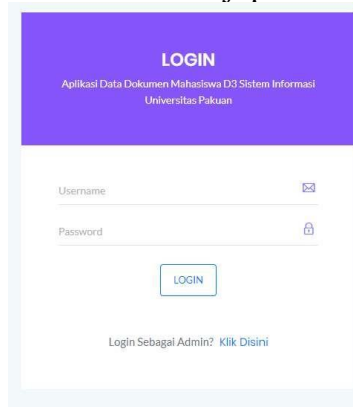 LOGIN
Aplikasi Data Dokumen Mahasiswa D3 Sistem Informasi
Universitas Pakuan
Username
Password
LOGIN
Login Sebagai Admin? Klik Disini